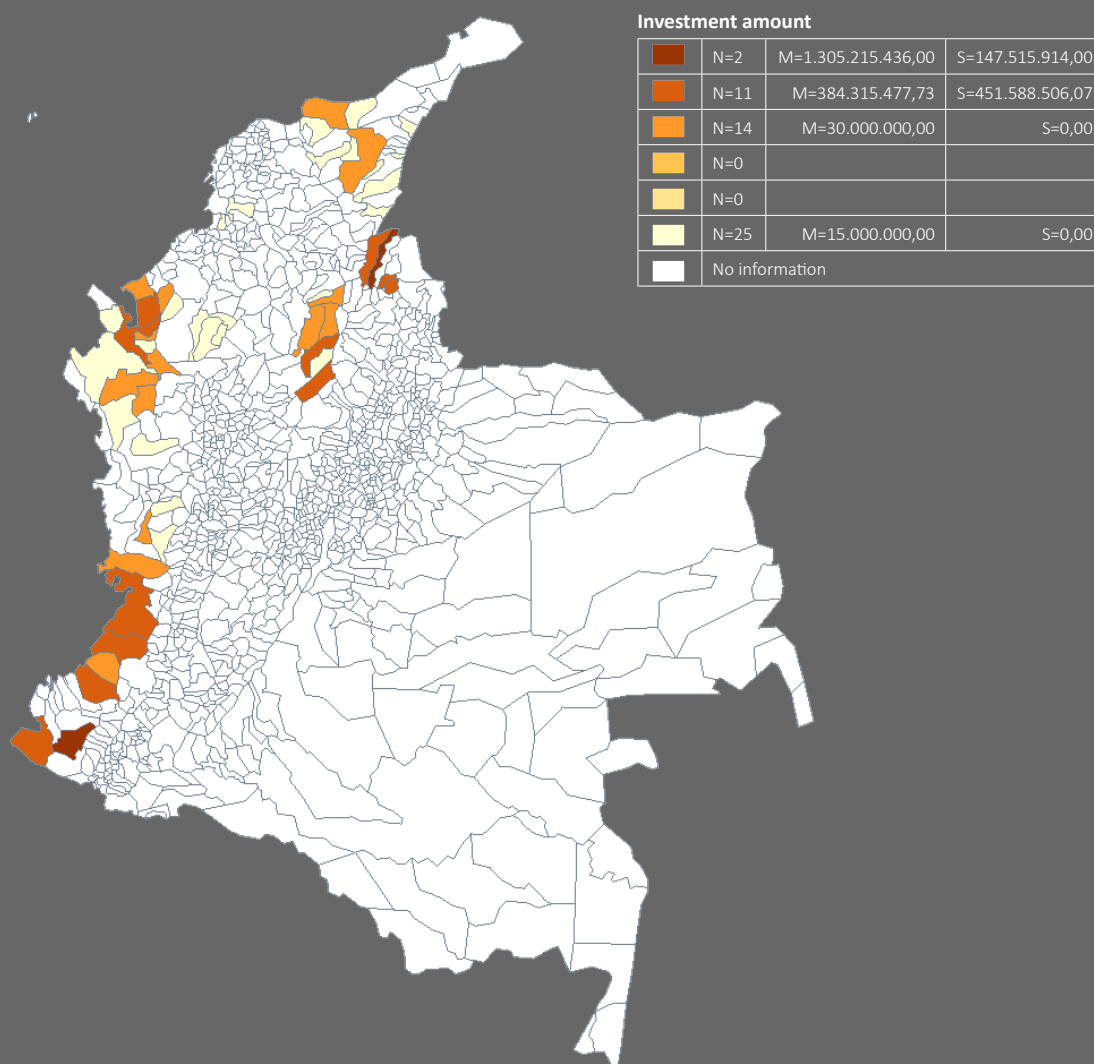 Investment amount
N=2 M=1.305.215.436,00 S=147.515.914,00
N=11 M=384.315.477,73 S=451.588.506,07
N=14 M=30.000.000,00 S=0,00
N=0
N=0
N=25 M=15.000.000,00 S=0,00
No information